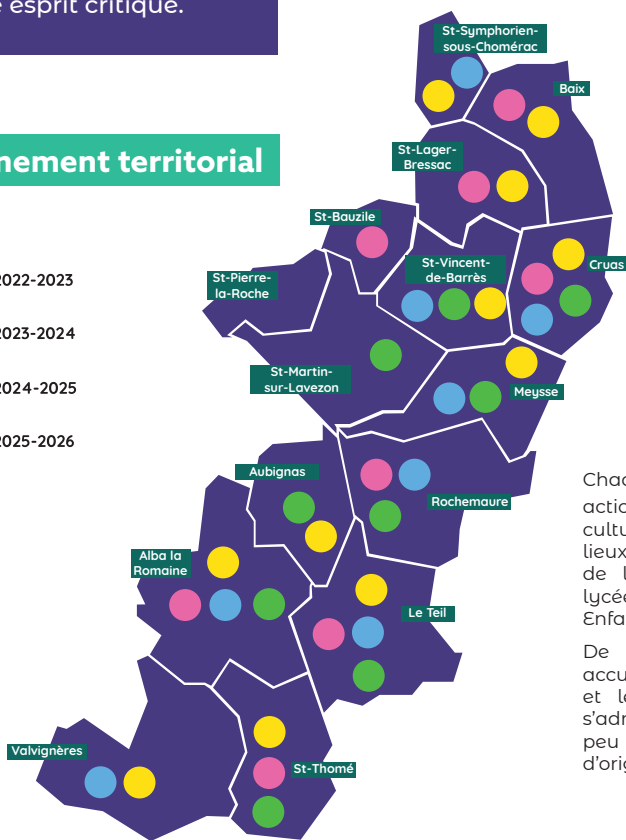 esprit critique.
nement territorial
2022-2023
2023-2024
2024-2025
2025-2026
St-Symphorien-
sous-Chomérac
Baix
St-Lager-
Bressac
St-Bauzile
St-Vincent-
de-Barrès
Cruas
St-Pierre-
la-Roche
St-Martin-
sur-Lavezon
Meysse
Aubignas
Rochemaure
Alba la
Romaine
Le Teil
Valvignères
St-Thomé
Chac
actio
cultu
lieux
de l
lycé
Enfa
De
accu
et l
s'adr
peu
d'orig